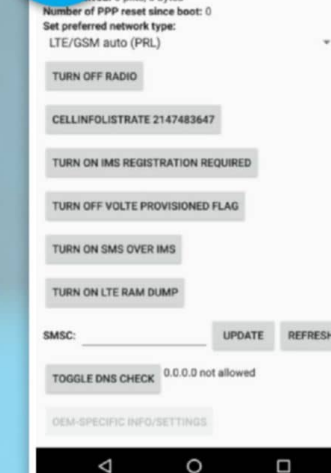 Number of PPP reset since boot: 0
Set preferred network type:
LTE/GSM auto (PRL)
TURN OFF RADIO
CELLINFOLISTRATE 2147483647
TURN ON IMS REGISTRATION REQUIRED
TURN OFF VOLTE PROVISIONED FLAG
TURN ON SMS OVER IMS
TURN ON LTE RAM DUMP
SMSC: UPDATE REFRESH
TOGGLE DNS CHECK 0.0.0.0 not allowed
OEM-SPECIFIC INFO/SETTINGS